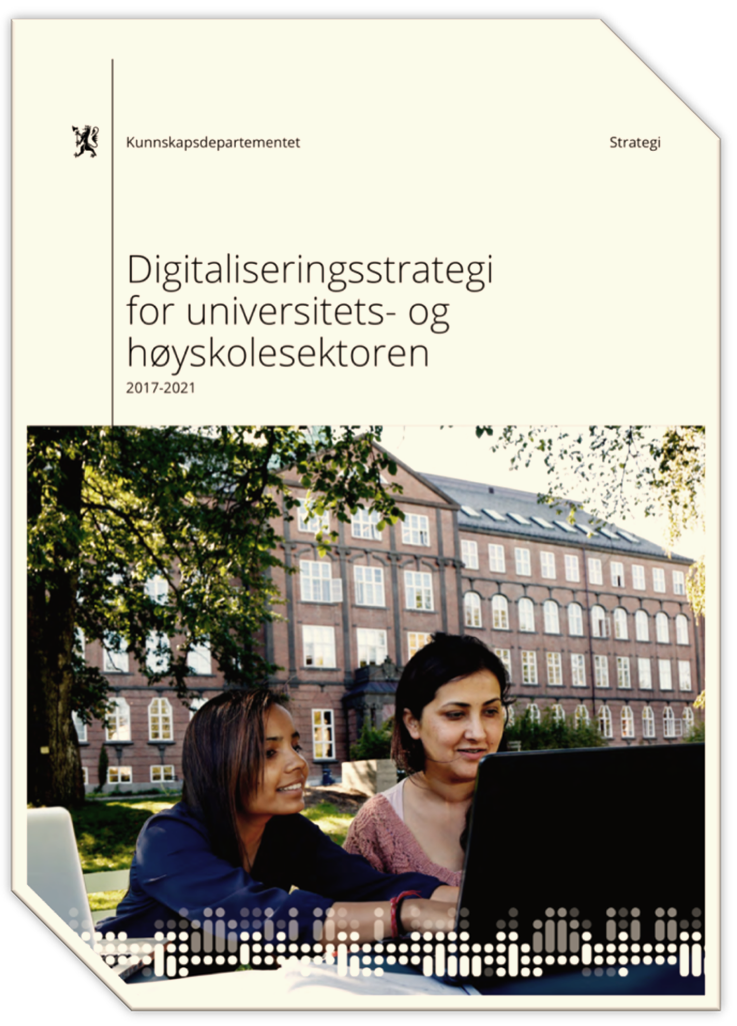 Kunnskapsdepartementet
Strategi
Digitaliseringsstrategi
for universitets- og
høyskolesektoren
2017-2021